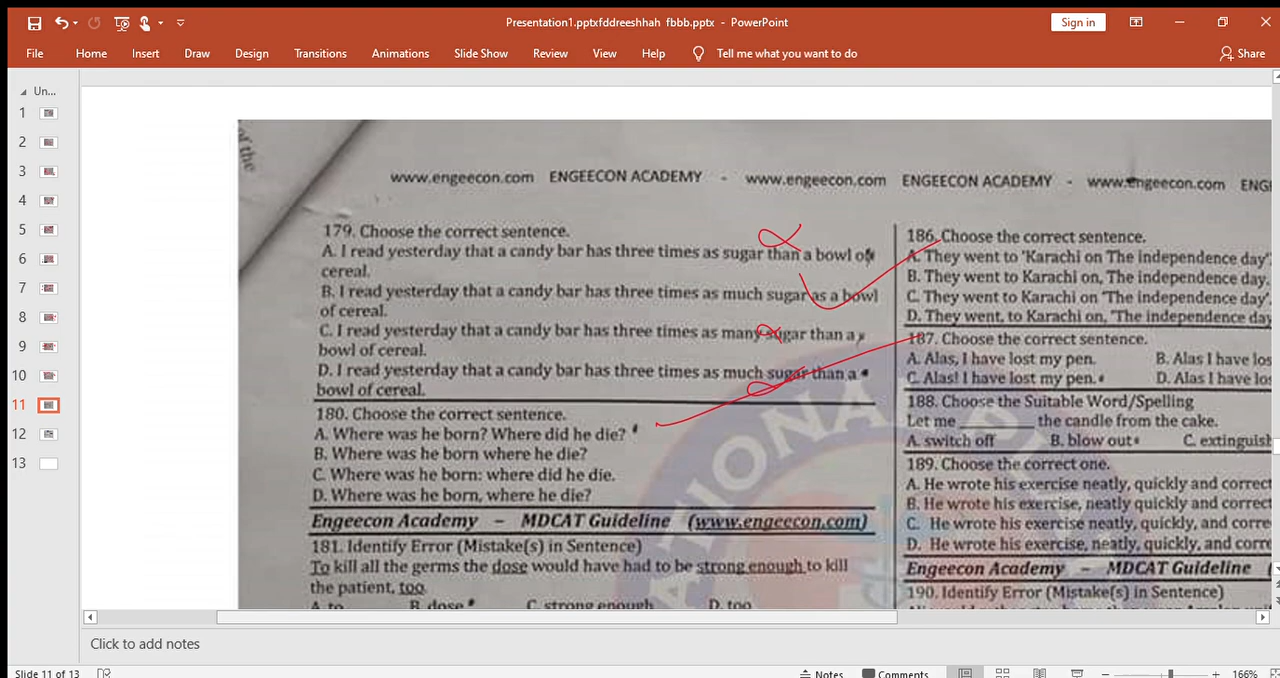 Presentation1.pptxfddreeshhah fbbb.pptx - PowerPoint
Sign in
File Home Insert Draw Design Transitions Animations Slide Show Review View Help Tell me what you want to do Share
Un...
1
2
3
4
5
6
7
8
9
10
11
12
13
of the
www.engeecon.com ENGEECON ACADEMY - www.engeecon.com ENGEECON ACADEMY - www.engeecon.com ENG
179. Choose the correct sentence.
A. I read yesterday that a candy bar has three times as sugar than a bowl of
cereal.
B. I read yesterday that a candy bar has three times as much sugar as a bowl
of cereal.
C. I read yesterday that a candy bar has three times as many sugar than a
bowl of cereal.
D. I read yesterday that a candy bar has three times as much sugar than a
bowl of cereal.
180. Choose the correct sentence.
A. Where was he born? Where did he die?
B. Where was he born where he die?
C. Where was he born: where did he die.
D. Where was he born, where he die?
Engeecon Academy – MDCAT Guideline (www.engeecon.com)
181. Identify Error (Mistake(s) in Sentence)
To kill all the germs the dose would have had to be strong enough to kill
the patient, too.
A. to B. dose C. strong enough D. too
186. Choose the correct sentence.
A. They went to 'Karachi on The independence day'
B. They went to Karachi on The independence day.
C. They went to Karachi on 'The independence day'.
D. They went, to Karachi on, 'The independence day
187. Choose the correct sentence.
A. Alas, I have lost my pen. B. Alas I have los
C. Alas! I have lost my pen. D. Alas I have los
188. Choose the Suitable Word/Spelling
Let me ________ the candle from the cake.
A. switch off B. blow out C. extinguish
189. Choose the correct one.
A. He wrote his exercise neatly, quickly and correct
B. He wrote his exercise, neatly quickly and correct
C. He wrote his exercise neatly, quickly, and corre
D. He wrote his exercise, neatly, quickly, and corre
Engeecon Academy – MDCAT Guideline (
190. Identify Error (Mistake(s) in Sentence)
ATIONAL
Click to add notes
Slide 11 of 13 Notes Comments 166%